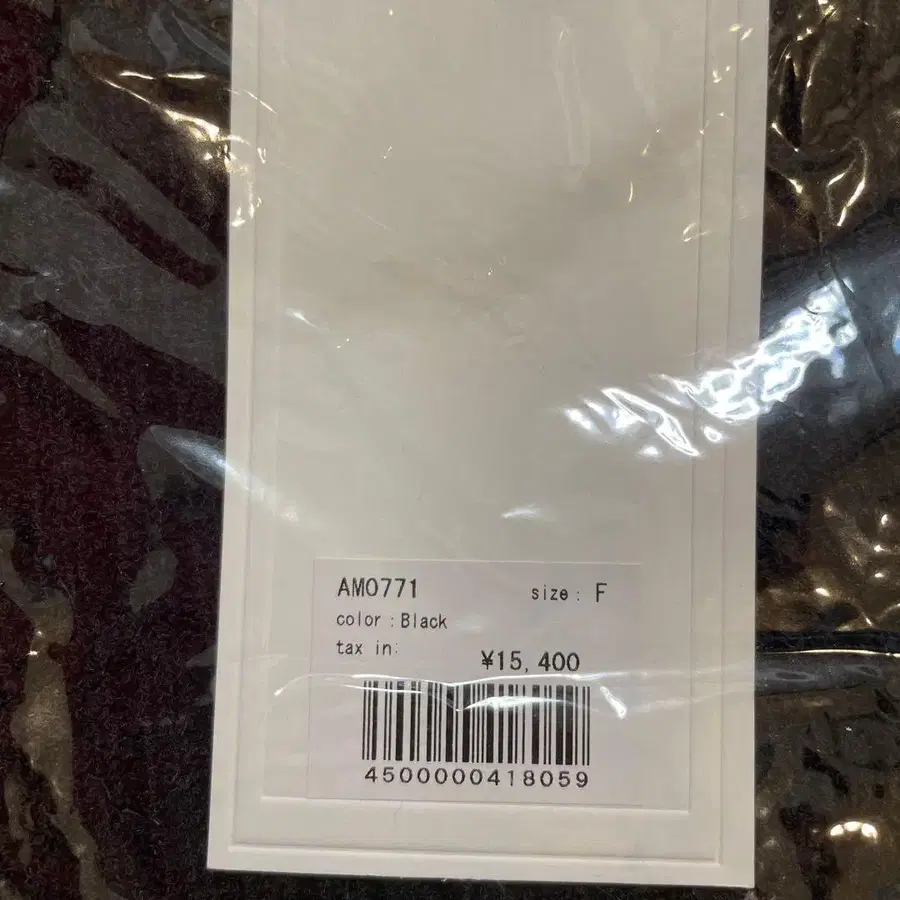 AM0771 size: F
color :Black
tax in:
¥15,400
4500000418059